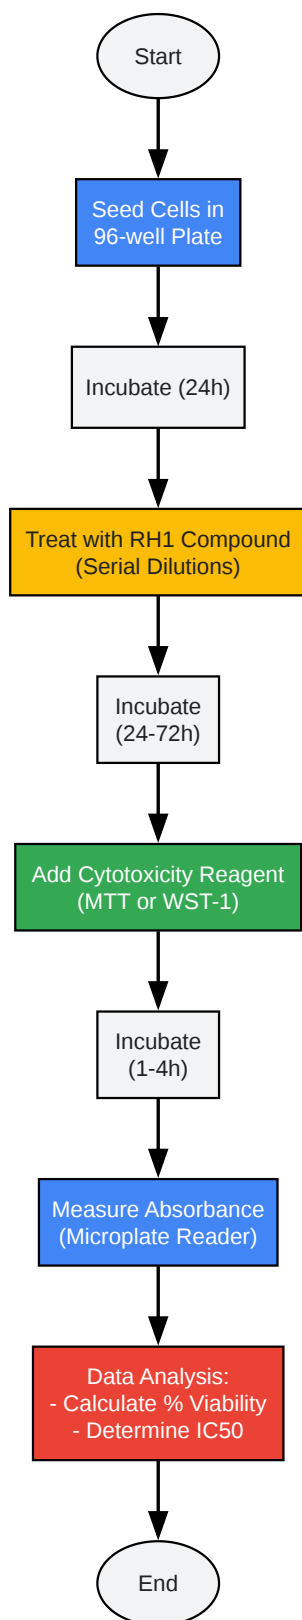 Start
Seed Cells in
96-well Plate
Incubate (24h)
Treat with RH1 Compound
(Serial Dilutions)
Incubate
(24-72h)
Add Cytotoxicity Reagent
(MTT or WST-1)
Incubate
(1-4h)
Measure Absorbance
(Microplate Reader)
Data Analysis:
- Calculate % Viability
- Determine IC50
End